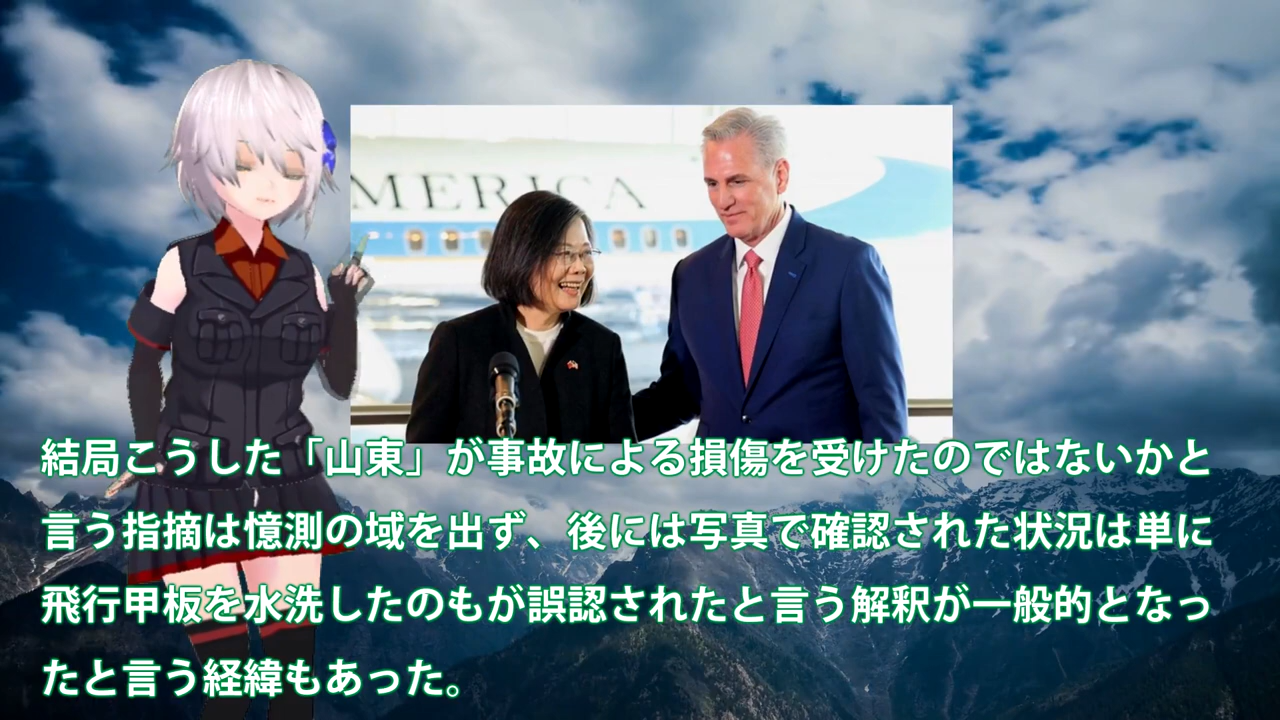 MERICA
結局こうした「山東」が事故による損傷を受けたのではないかと
言う指摘は憶測の域を出ず、後には写真で確認された状況は単に
飛行甲板を水洗したのもが誤認されたと言う解釈が一般的となっ
たと言う経緯もあった。